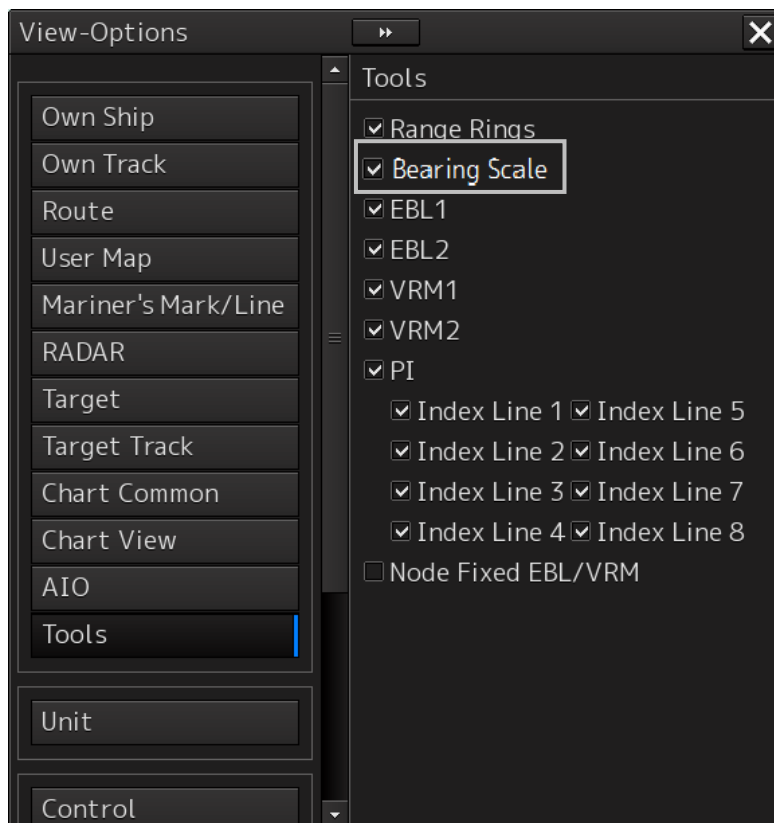 View-Options
Own Ship
Own Track
Route
User Map
Mariner's Mark/Line
RADAR
Target
Target Track
Chart Common
Chart View
AIO
Tools
Unit
Control
Tools
Range Rings
Bearing Scale
EBL1
EBL2
VRM1
VRM2
PI
Index Line 1 Index Line 5
Index Line 2 Index Line 6
Index Line 3 Index Line 7
Index Line 4 Index Line 8
Node Fixed EBL/VRM